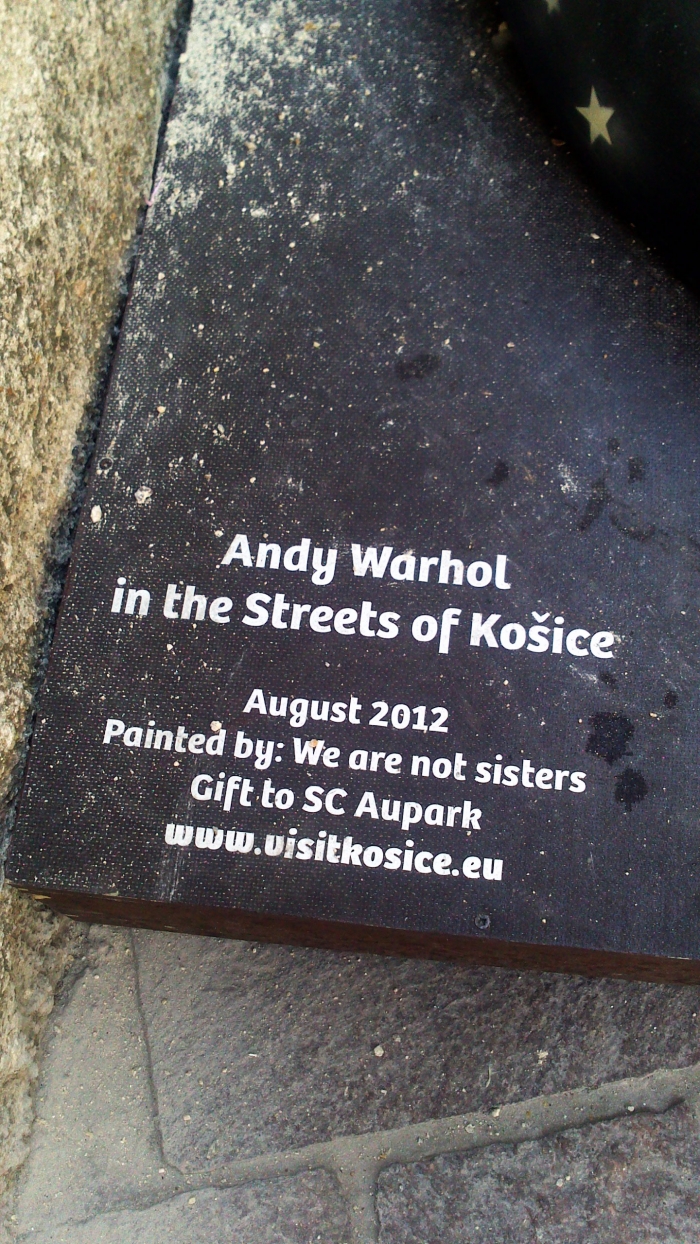 Andy Warhol
in the Streets of Košice
August 2012
Painted by: We are not sisters
Gift to SC Aupark
www.visitkosice.eu